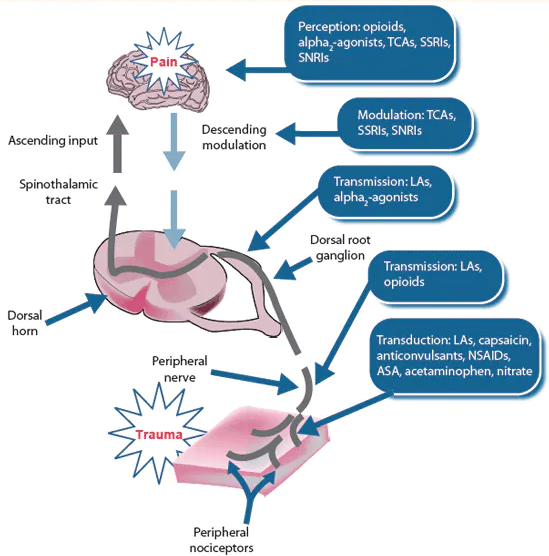 Perception: opioids,
alpha₂-agonists, TCAs, SSRIs,
SNRIs
Pain
Modulation: TCAs,
SSRIs, SNRIs
Descending
modulation
Ascending input
Spinothalamic
tract
Transmission: LAs,
alpha₂-agonists
Dorsal root
ganglion
Transmission: LAs,
opioids
Dorsal
horn
Transduction: LAs, capsaicin,
anticonvulsants, NSAIDs,
ASA, acetaminophen, nitrate
Peripheral
nerve
Trauma
Peripheral
nociceptors